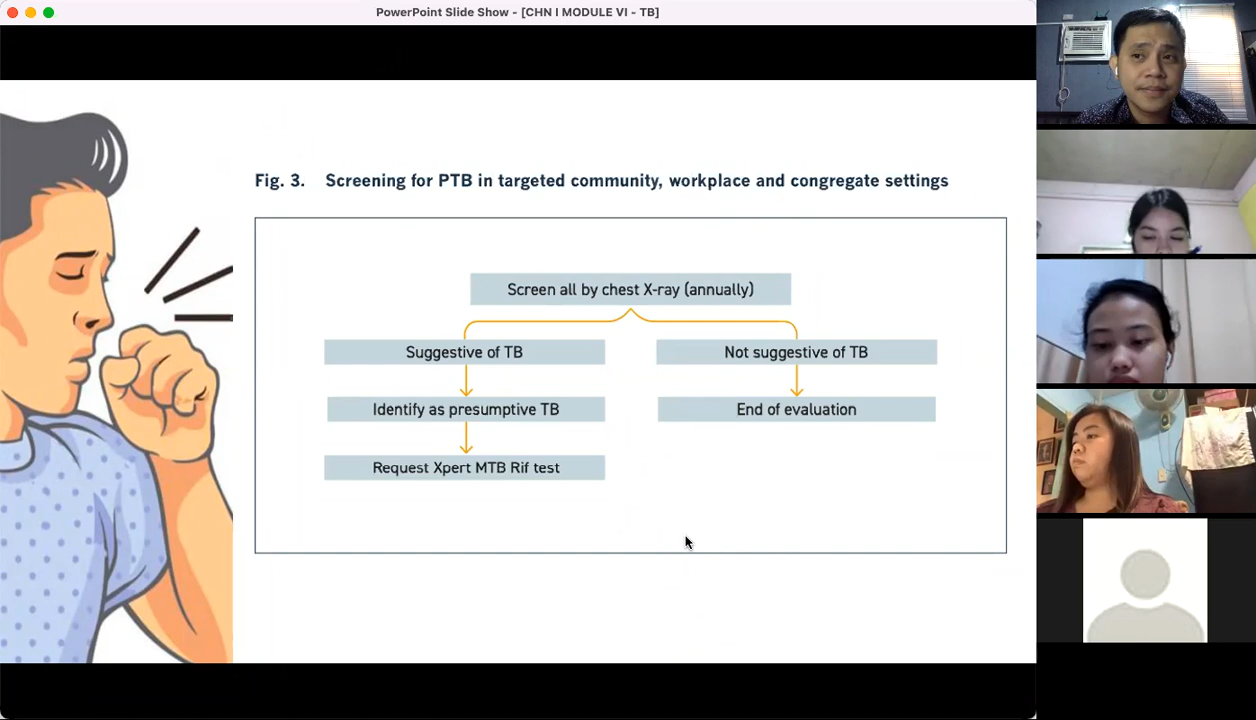 PowerPoint Slide Show - [CHN I MODULE VI - TB]
Fig. 3. Screening for PTB in targeted community, workplace and congregate settings
Screen all by chest X-ray (annually)
Suggestive of TB
Not suggestive of TB
Identify as presumptive TB
End of evaluation
Request Xpert MTB Rif test